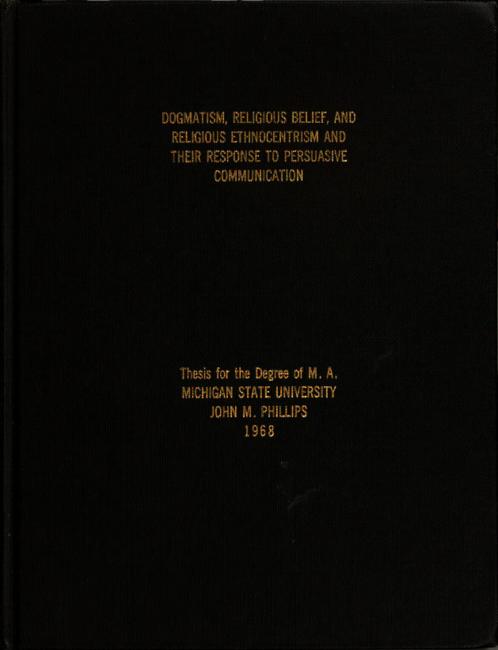 DOGMATISM, RELIGIOUS BELIEF, AND
RELIGIOUS ETHNOCENTRISM AND
THEIR RESPONSE TO PERSUASIVE
COMMUNICATION
Thesis for the Degree of M. A.
MICHIGAN STATE UNIVERSITY
JOHN M. PHILLIPS
1968